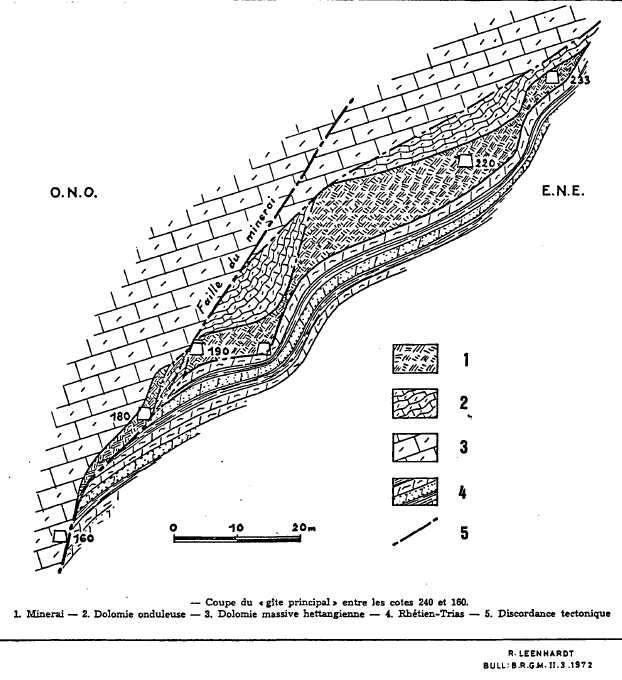 233
220
O.N.O.
E.N.E.
Faille du minerai
190
180
160
1
2
3
4
5
0 10 20m
— Coupe du « gîte principal » entre les cotes 240 et 160.
1. Minerai — 2. Dolomie onduleuse — 3. Dolomie massive hettangienne — 4. Rhétien-Trias — 5. Discordance tectonique
R. LEENHARDT
BULL: B.R.G.M. II.3.1972